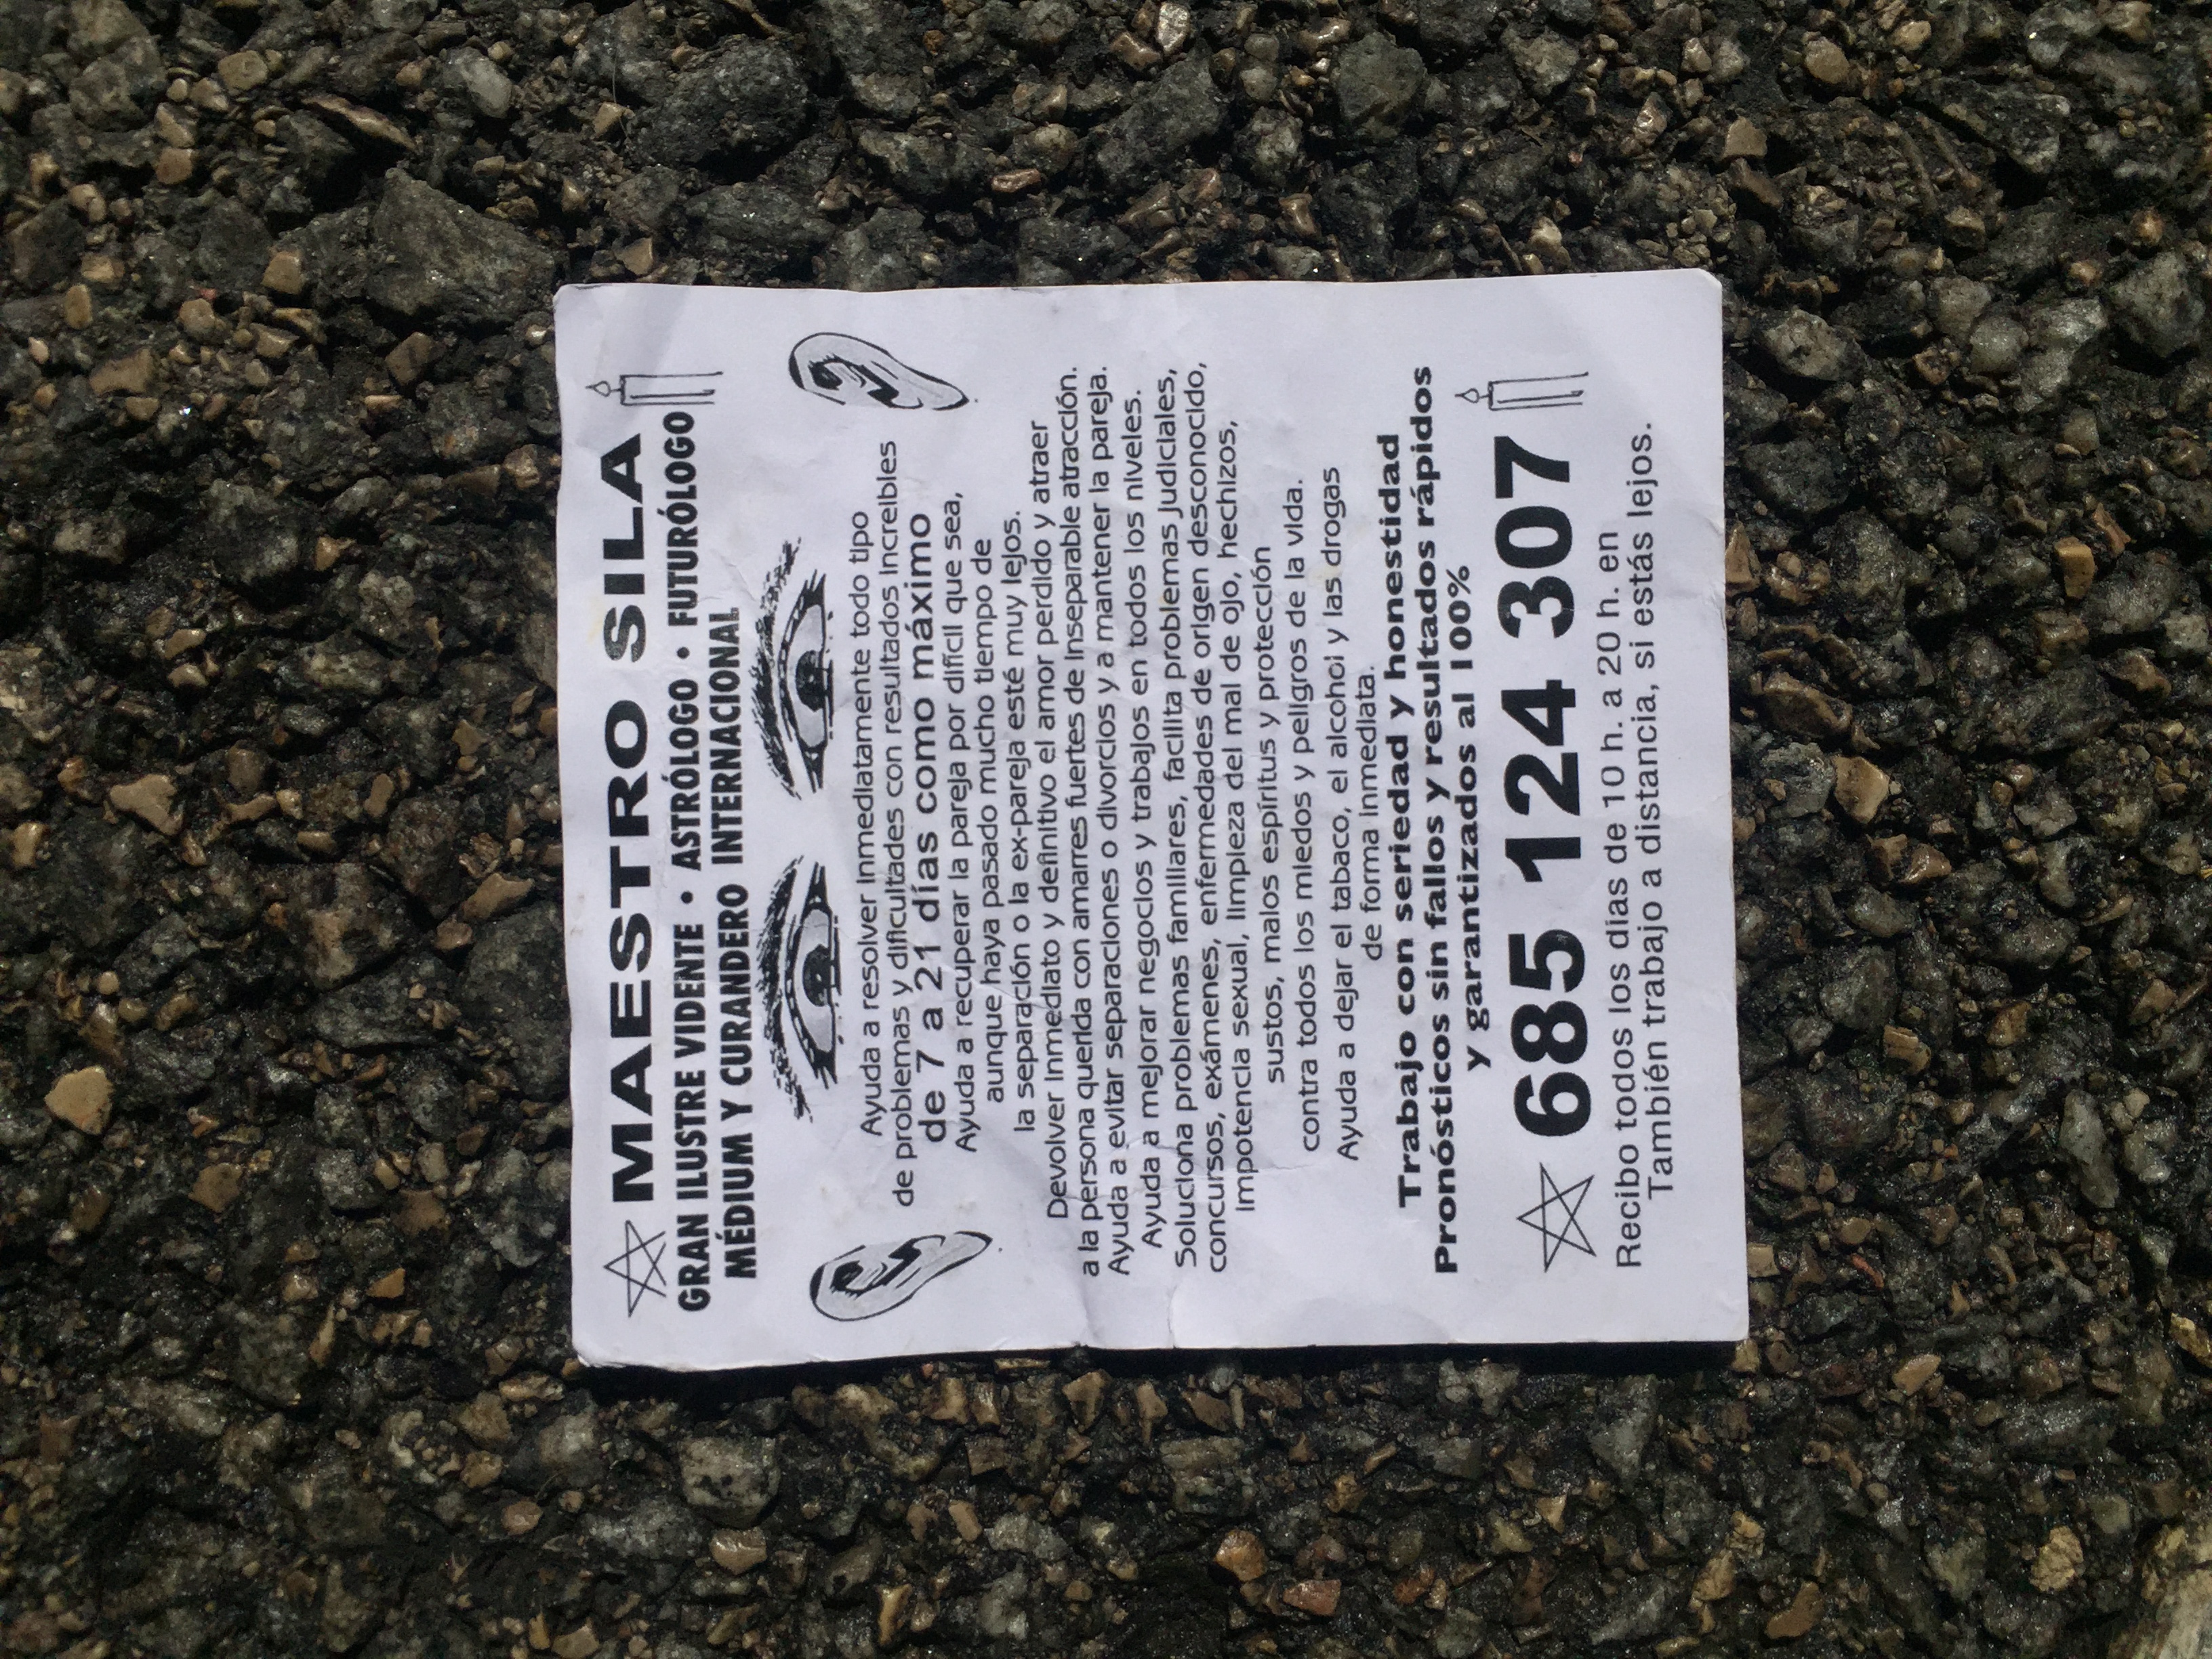 MAESTRO SILA
GRAN ILUSTRE VIDENTE • ASTRÓLOGO • FUTURÓLOGO
MÉDIUM Y CURANDERO INTERNACIONAL
Ayuda a resolver inmediatamente todo tipo
de problemas y dificultades con resultados increíbles
de 7 a 21 días como máximo
Ayuda a recuperar la pareja por difícil que sea,
aunque haya pasado mucho tiempo de
la separación o la ex-pareja esté muy lejos.
Devolver inmediato y definitivo el amor perdido y atraer
a la persona querida con amarres fuertes de inseparable atracción.
Ayuda a evitar separaciones o divorcios y a mantener la pareja.
Ayuda a mejorar negocios y trabajos en todos los niveles.
Soluciona problemas familiares, facilita problemas judiciales,
concursos, exámenes, enfermedades de origen desconocido,
impotencia sexual, limpieza del mal de ojo, hechizos,
sustos, malos espíritus y protección
contra todos los miedos y peligros de la vida.
Ayuda a dejar el tabaco, el alcohol y las drogas
de forma inmediata.
Trabajo con seriedad y honestidad
Pronósticos sin fallos y resultados rápidos
y garantizados al 100%
685 124 307
Recibo todos los dias de 10 h. a 20 h. en
También trabajo a distancia, si estás lejos.